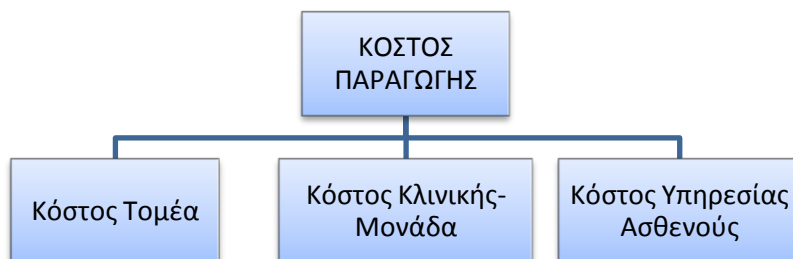 ΚΟΣΤΟΣ
ΠΑΡΑΓΩΓΗΣ
Κόστος Τομέα
Κόστος Κλινικής-
Μονάδα
Κόστος Υπηρεσίας
Ασθενούς